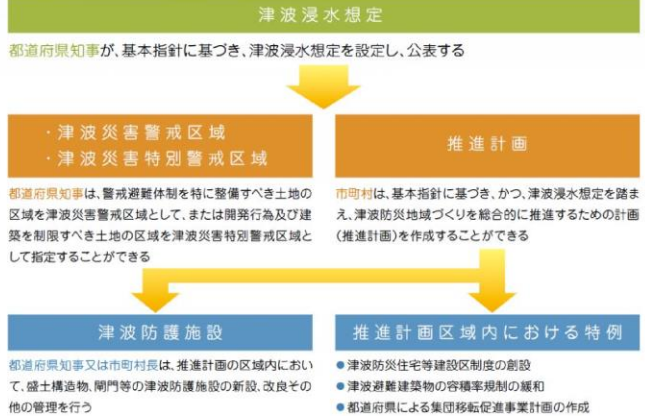 津波浸水想定
都道府県知事が、基本指針に基づき、津波浸水想定を設定し、公表する
・津波災害警戒区域
・津波災害特別警戒区域
都道府県知事は、警戒避難体制を特に整備すべき土地の
区域を津波災害警戒区域として、または開発行為及び建
築を制限すべき土地の区域を津波災害特別警戒区域と
して指定することができる
推進計画
市町村は、基本指針に基づき、かつ、津波浸水想定を踏ま
え、津波防災地域づくりを総合的に推進するための計画
(推進計画)を作成することができる
津波防護施設
都道府県知事又は市町村長は、推進計画の区域内におい
て、盛土構造物、閘門等の津波防護施設の新設、改良その
他の管理を行う
推進計画区域内における特例
●津波防災住宅等建設区制度の創設
●津波避難建築物の容積率規制の緩和
●都道府県による集団移転促進事業計画の作成